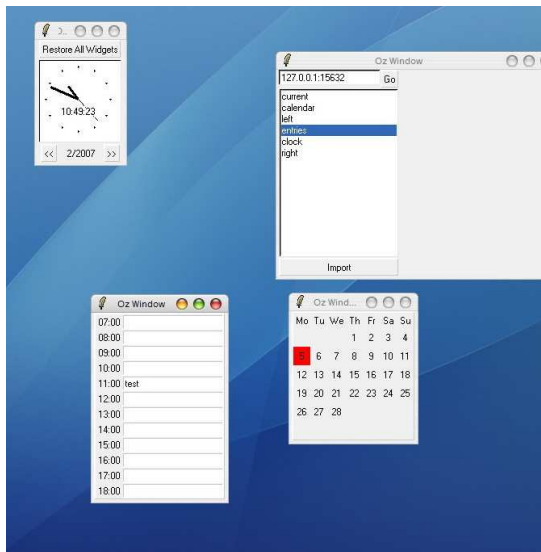 Restore All Widgets
10:49:23
<< 2/2007 >>
Oz Window
127.0.0.1:15632 Go
current
calendar
left
entries
clock
right
Import
Oz Window
07:00
08:00
09:00
10:00
11:00 test
12:00
13:00
14:00
15:00
16:00
17:00
18:00
Oz Wind...
Mo Tu We Th Fr Sa Su
1 2 3 4
5 6 7 8 9 10 11
12 13 14 15 16 17 18
19 20 21 22 23 24 25
26 27 28